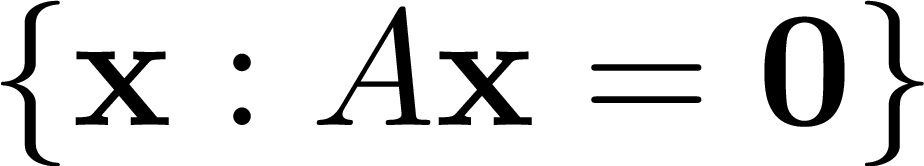 {𝐱 : 𝐴𝐱 = 𝟎}